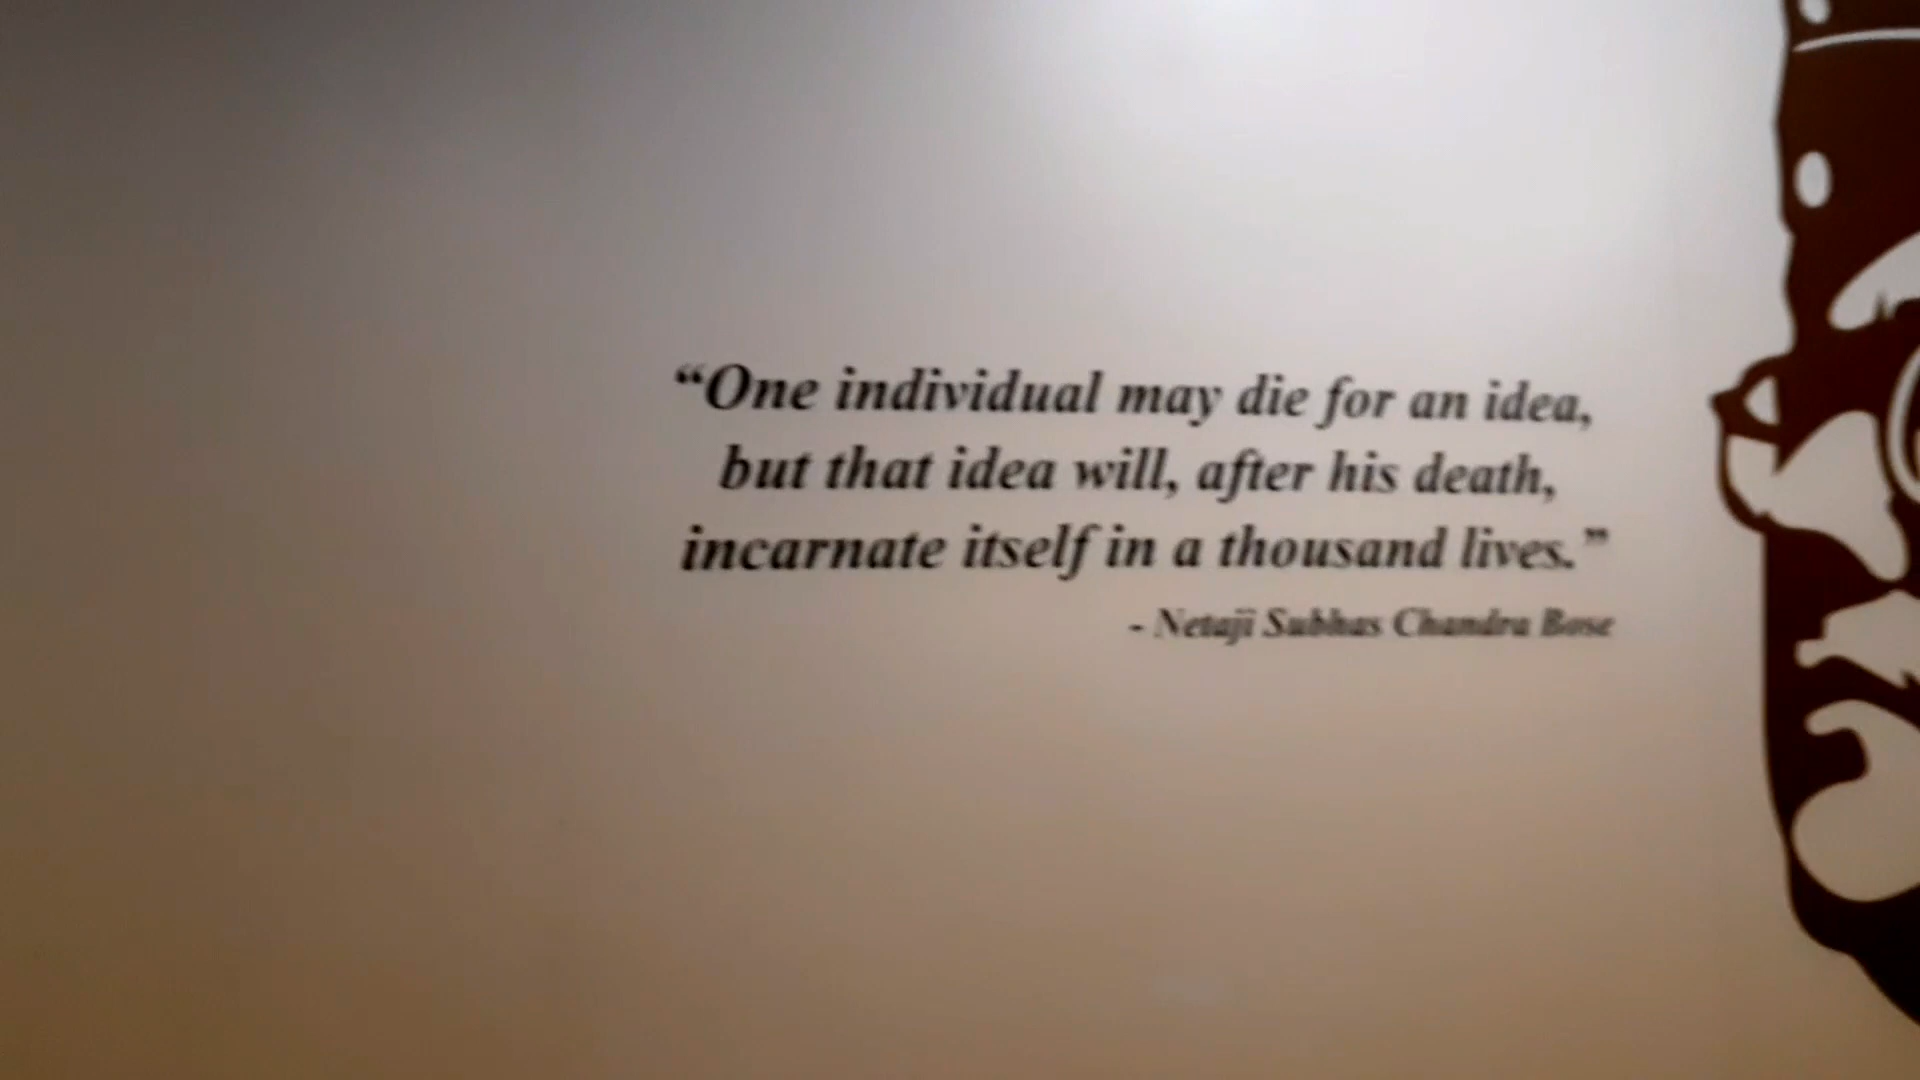 “One individual may die for an idea,
but that idea will, after his death,
incarnate itself in a thousand lives.”
- Netaji Subhas Chandra Bose